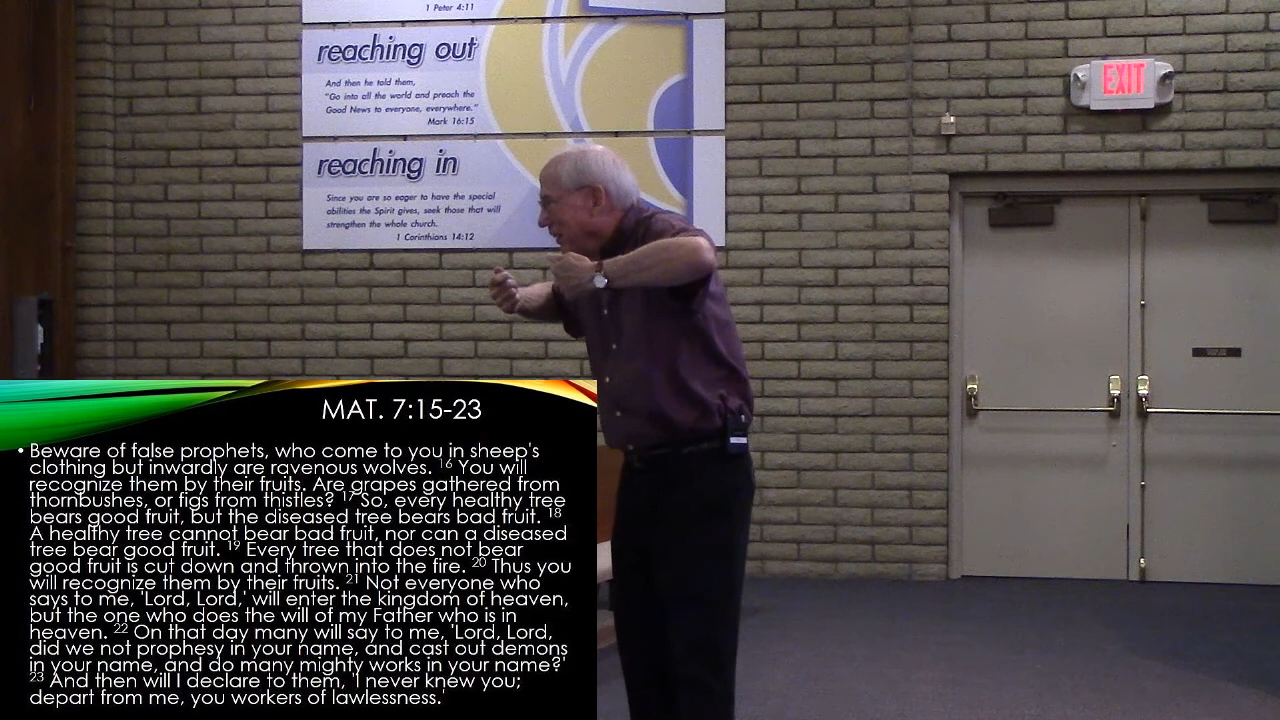 1 Peter 4:11
reaching out
And then he told them,
"Go into all the world and preach the
Good News to everyone, everywhere."
Mark 16:15
reaching in
Since you are so eager to have the special
abilities the Spirit gives, seek those that will
strengthen the whole church.
1 Corinthians 14:12
EXIT
MAT. 7:15-23
• Beware of false prophets, who come to you in sheep's
clothing but inwardly are ravenous wolves. 16 You will
recognize them by their fruits. Are grapes gathered from
thornbushes, or figs from thistles? 17 So, every healthy tree
bears good fruit, but the diseased tree bears bad fruit. 18
A healthy tree cannot bear bad fruit, nor can a diseased
tree bear good fruit. 19 Every tree that does not bear
good fruit is cut down and thrown into the fire. 20 Thus you
will recognize them by their fruits. 21 Not everyone who
says to me, 'Lord, Lord,' will enter the kingdom of heaven,
but the one who does the will of my Father who is in
heaven. 22 On that day many will say to me, 'Lord, Lord,
did we not prophesy in your name, and cast out demons
in your name, and do many mighty works in your name?'
23 And then will I declare to them, 'I never knew you;
depart from me, you workers of lawlessness.'